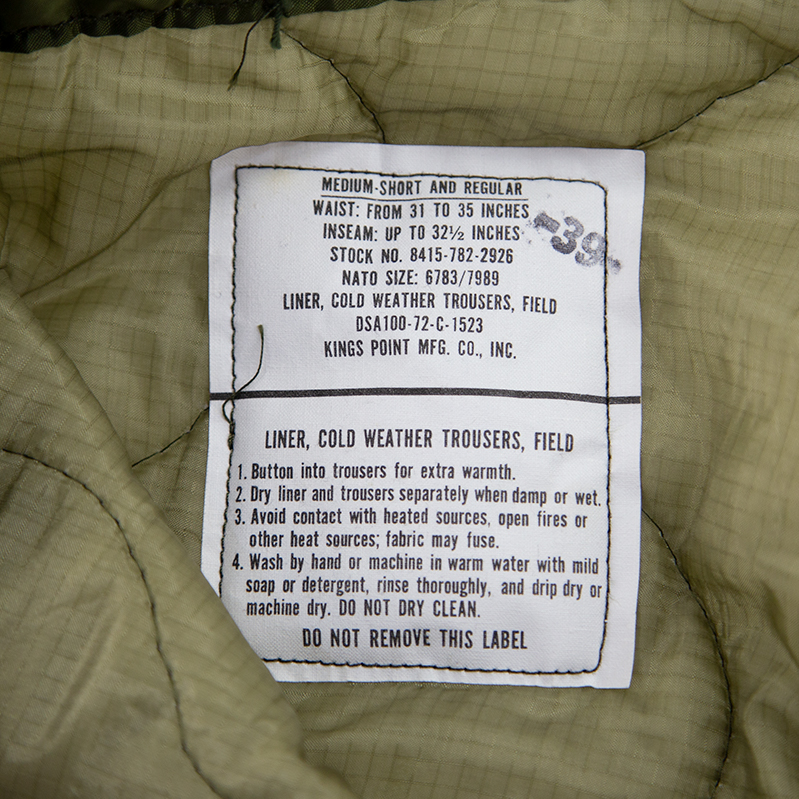 MEDIUM-SHORT AND REGULAR
WAIST: FROM 31 TO 35 INCHES
INSEAM: UP TO 32½ INCHES
-39-
STOCK NO. 8415-782-2926
NATO SIZE: 6783/7989
LINER, COLD WEATHER TROUSERS, FIELD
DSA100-72-C-1523
KINGS POINT MFG. CO., INC.
LINER, COLD WEATHER TROUSERS, FIELD
1. Button into trousers for extra warmth.
2. Dry liner and trousers separately when damp or wet.
3. Avoid contact with heated sources, open fires or
other heat sources; fabric may fuse.
4. Wash by hand or machine in warm water with mild
soap or detergent, rinse thoroughly, and drip dry or
machine dry. DO NOT DRY CLEAN.
DO NOT REMOVE THIS LABEL